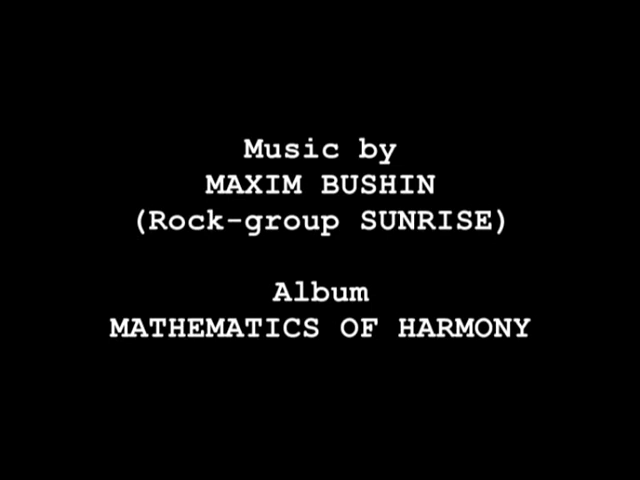 Music by
MAXIM BUSHIN
(Rock-group SUNRISE)
Album
MATHEMATICS OF HARMONY